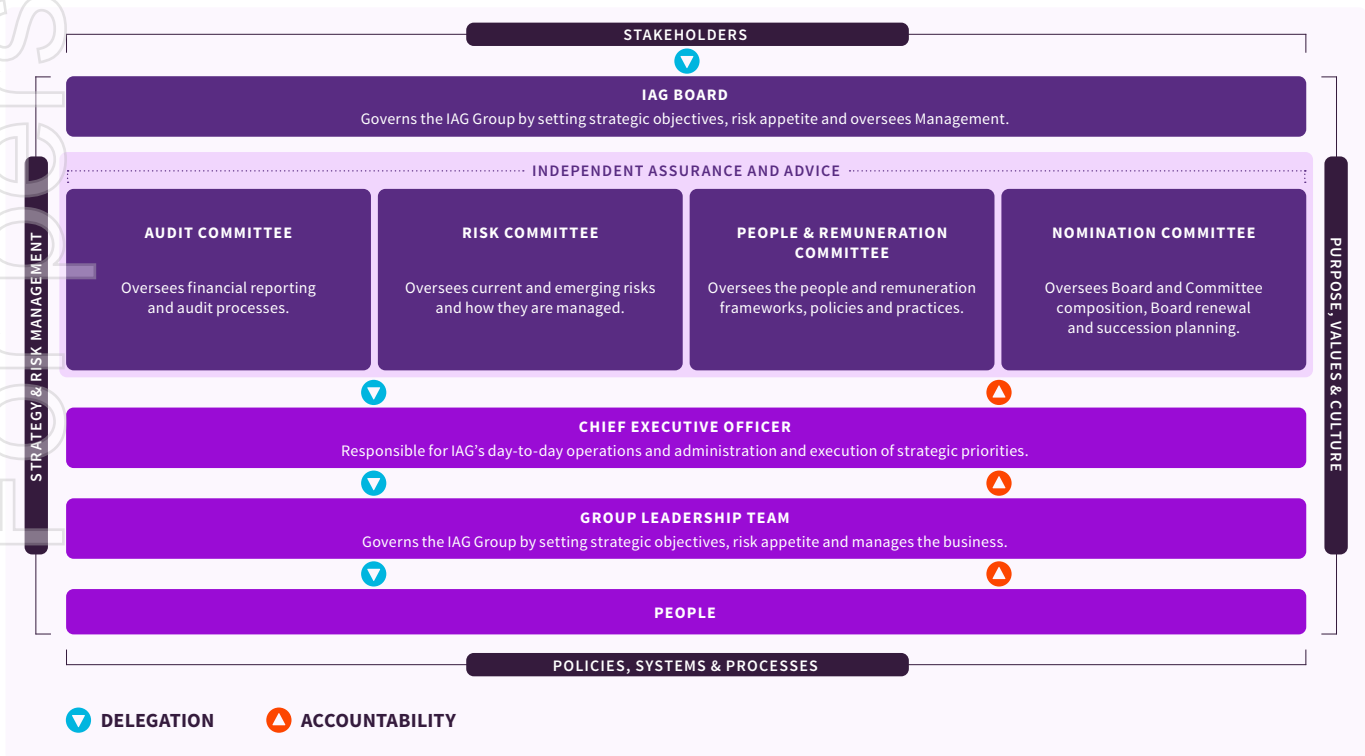 STAKEHOLDERS
IAG BOARD
Governs the IAG Group by setting strategic objectives, risk appetite and oversees Management.
INDEPENDENT ASSURANCE AND ADVICE
AUDIT COMMITTEE
Oversees financial reporting
and audit processes.
RISK COMMITTEE
Oversees current and emerging risks
and how they are managed.
PEOPLE & REMUNERATION
COMMITTEE
Oversees the people and remuneration
frameworks, policies and practices.
NOMINATION COMMITTEE
Oversees Board and Committee
composition, Board renewal
and succession planning.
STRATEGY & RISK MANAGEMENT
PURPOSE, VALUES & CULTURE
CHIEF EXECUTIVE OFFICER
Responsible for IAG’s day-to-day operations and administration and execution of strategic priorities.
GROUP LEADERSHIP TEAM
Governs the IAG Group by setting strategic objectives, risk appetite and manages the business.
PEOPLE
POLICIES, SYSTEMS & PROCESSES
DELEGATION
ACCOUNTABILITY
For pers